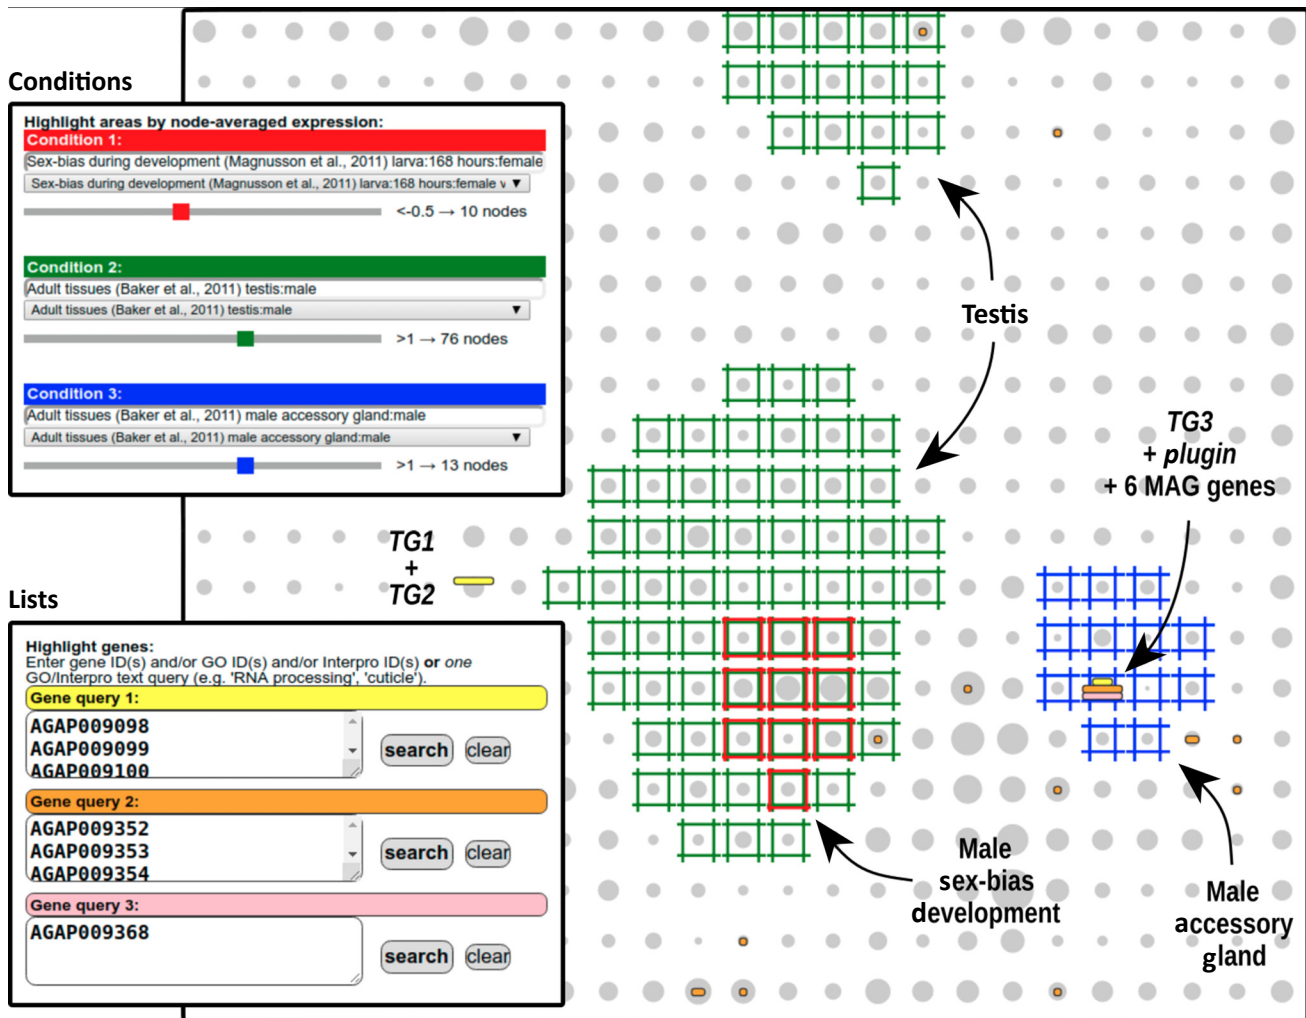 Conditions
Highlight areas by node-averaged expression:
Condition 1:
Sex-bias during development (Magnusson et al., 2011) larva:168 hours:female
Sex-bias during development (Magnusson et al., 2011) larva:168 hours:female v ▼
<-0.5 → 10 nodes
Condition 2:
Adult tissues (Baker et al., 2011) testis:male
Adult tissues (Baker et al., 2011) testis:male ▼
>1 → 76 nodes
Condition 3:
Adult tissues (Baker et al., 2011) male accessory gland:male
Adult tissues (Baker et al., 2011) male accessory gland:male ▼
>1 → 13 nodes
Testis
TG3
+ plugin
+ 6 MAG genes
TG1
+
TG2
Lists
Highlight genes:
Enter gene ID(s) and/or GO ID(s) and/or Interpro ID(s) or one
GO/Interpro text query (e.g. 'RNA processing', 'cuticle').
Gene query 1:
AGAP009098
AGAP009099
AGAP009100
search clear
Gene query 2:
AGAP009352
AGAP009353
AGAP009354
search clear
Gene query 3:
AGAP009368
search clear
Male
sex-bias
development
Male
accessory
gland